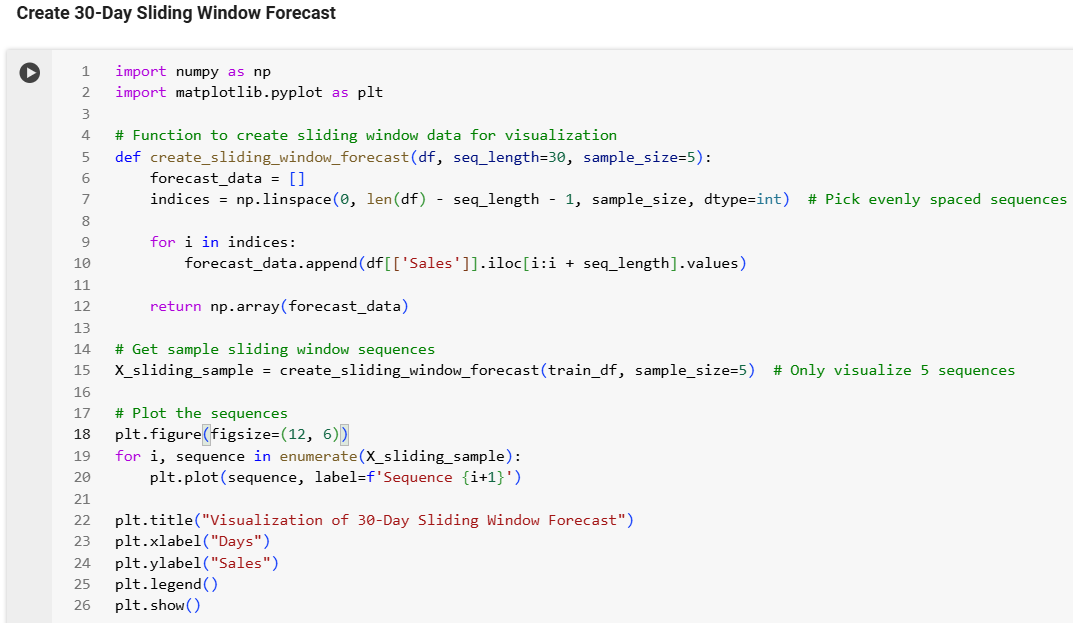 Create 30-Day Sliding Window Forecast
1 import numpy as np
2 import matplotlib.pyplot as plt
3
4 # Function to create sliding window data for visualization
5 def create_sliding_window_forecast(df, seq_length=30, sample_size=5):
6     forecast_data = []
7     indices = np.linspace(0, len(df) - seq_length - 1, sample_size, dtype=int)  # Pick evenly spaced sequences
8
9     for i in indices:
10         forecast_data.append(df[['Sales']].iloc[i:i + seq_length].values)
11
12     return np.array(forecast_data)
13
14 # Get sample sliding window sequences
15 X_sliding_sample = create_sliding_window_forecast(train_df, sample_size=5)  # Only visualize 5 sequences
16
17 # Plot the sequences
18 plt.figure(figsize=(12, 6))
19 for i, sequence in enumerate(X_sliding_sample):
20     plt.plot(sequence, label=f'Sequence {i+1}')
21
22 plt.title("Visualization of 30-Day Sliding Window Forecast")
23 plt.xlabel("Days")
24 plt.ylabel("Sales")
25 plt.legend()
26 plt.show()